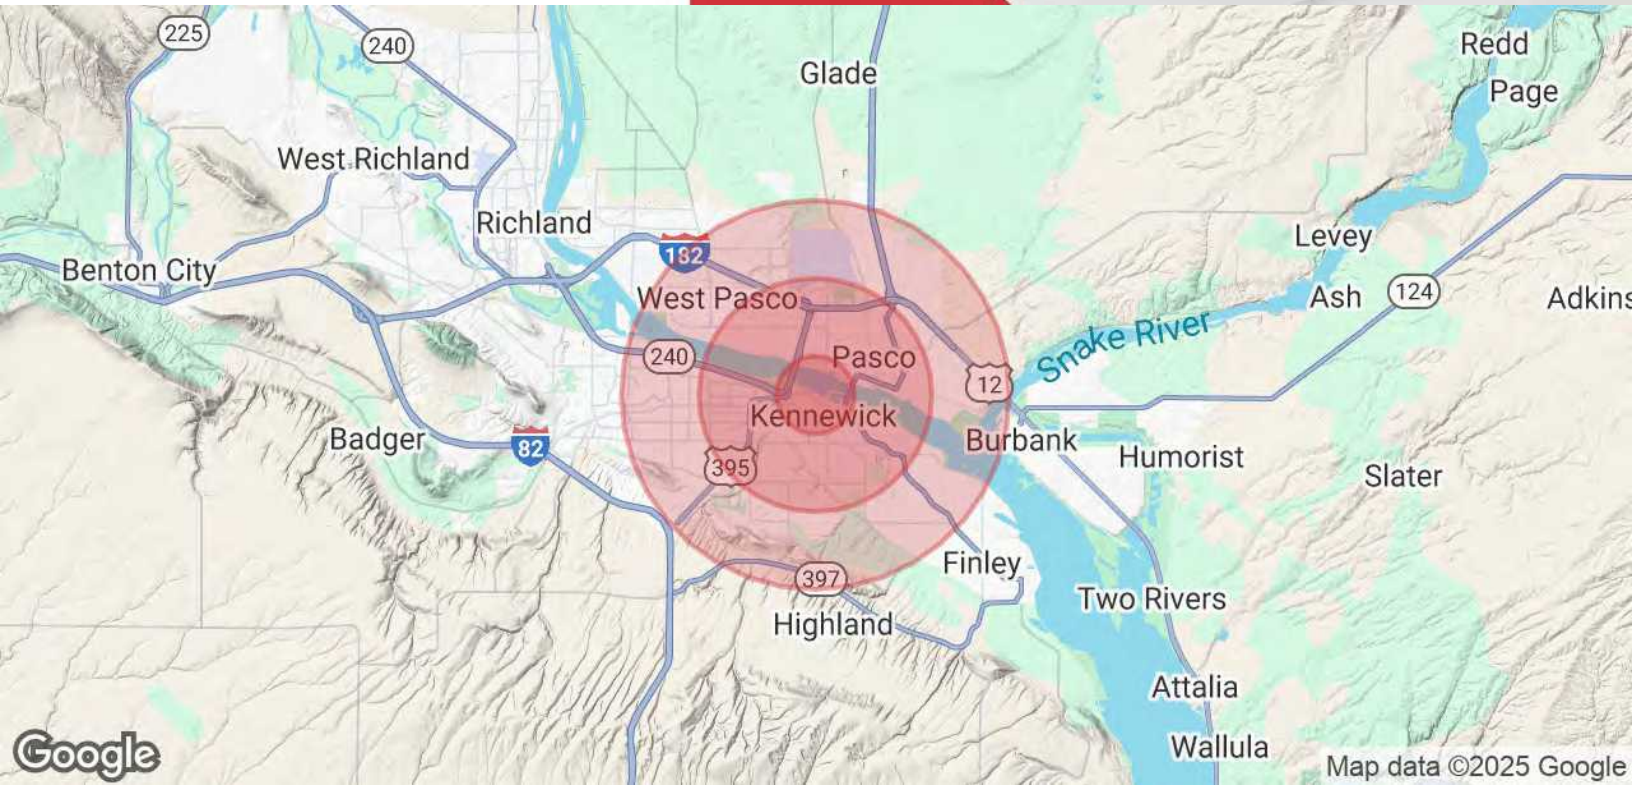 225
240
Glade
Redd
Page
West Richland
Richland
Levey
182
Benton City
West Pasco
Ash
124
Adkins
Snake River
240
Pasco
12
Kennewick
Badger
82
Burbank
Humorist
395
Slater
Finley
397
Two Rivers
Highland
Attalia
Wallula
Google
Map data ©2025 Google